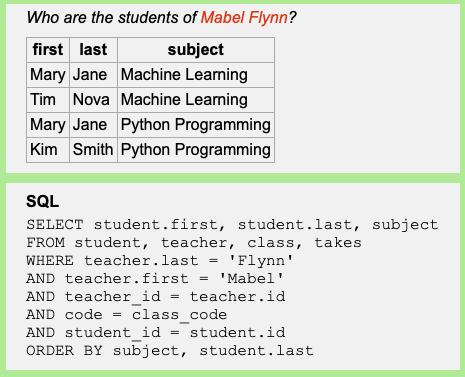 Who are the students of Mabel Flynn?
first last subject
Mary Jane Machine Learning
Tim Nova Machine Learning
Mary Jane Python Programming
Kim Smith Python Programming
SQL
SELECT student.first, student.last, subject
FROM student, teacher, class, takes
WHERE teacher.last = 'Flynn'
AND teacher.first = 'Mabel'
AND teacher_id = teacher.id
AND code = class_code
AND student_id = student.id
ORDER BY subject, student.last